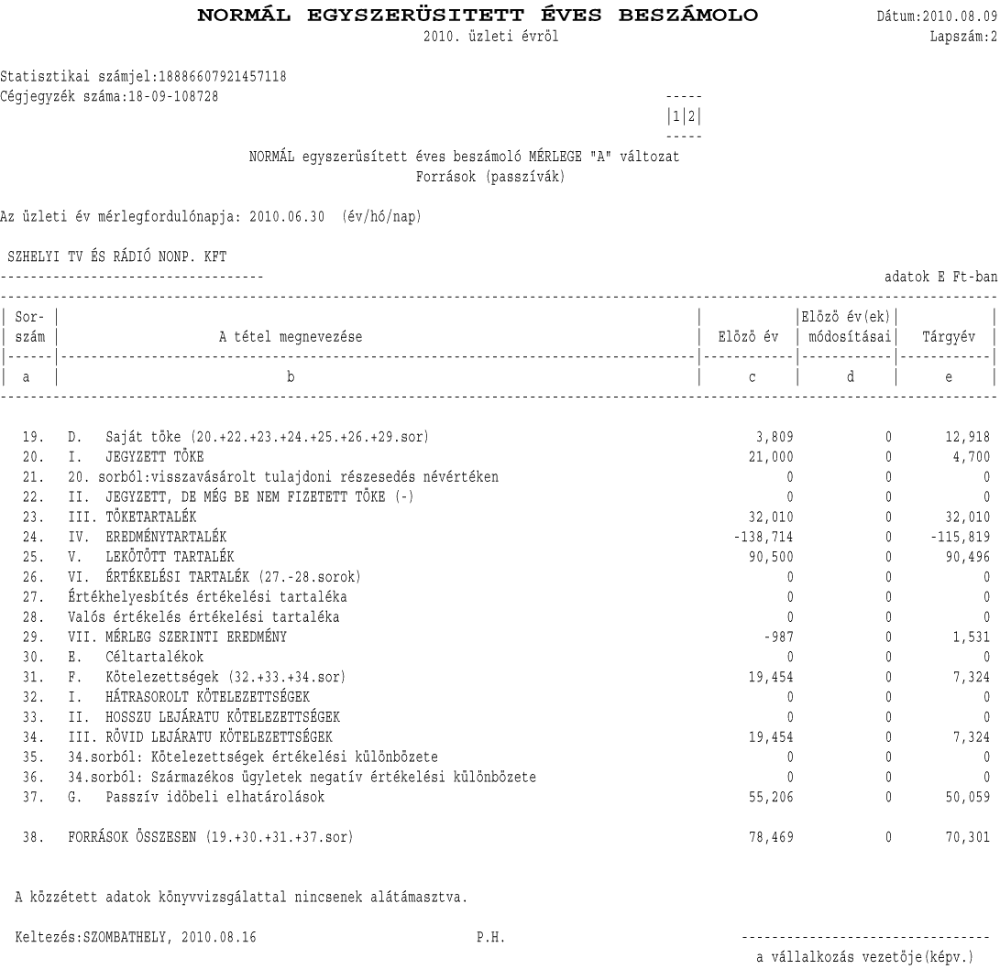 NORMÁL EGYSZERÜSITETT ÉVES BESZÁMOLO Dátum:2010.08.09
2010. üzleti évröl Lapszám:2
Statisztikai számjel:18886607921457118
Cégjegyzék száma:18-09-108728 -----
|1|2|
-----
NORMÁL egyszerüsített éves beszámoló MÉRLEGE "A" változat
Források (passzívák)
Az üzleti év mérlegfordulónapja: 2010.06.30 (év/hó/nap)
SZHELYI TV ÉS RÁDIÓ NONP. KFT
adatok E Ft-ban
| Sor- | | |Elözö év(ek)| |
| szám | A tétel megnevezése | Elözö év | módosításai| Tárgyév |
| a | b | c | d | e |
19. D. Saját töke (20.+22.+23.+24.+25.+26.+29.sor) 3,809 0 12,918
20. I. JEGYZETT TÖKE 21,000 0 4,700
21. 20. sorból:visszavásárolt tulajdoni részesedés névértéken 0 0 0
22. II. JEGYZETT, DE MÉG BE NEM FIZETETT TÖKE (-) 0 0 0
23. III. TÖKETARTALÉK 32,010 0 32,010
24. IV. EREDMÉNYTARTALÉK -138,714 0 -115,819
25. V. LEKÖTÖTT TARTALÉK 90,500 0 90,496
26. VI. ÉRTÉKELÉSI TARTALÉK (27.-28.sorok) 0 0 0
27. Értékhelyesbítés értékelési tartaléka 0 0 0
28. Valós értékelés értékelési tartaléka 0 0 0
29. VII. MÉRLEG SZERINTI EREDMÉNY -987 0 1,531
30. E. Céltartalékok 0 0 0
31. F. Kötelezettségek (32.+33.+34.sor) 19,454 0 7,324
32. I. HÁTRASOROLT KÖTELEZETTSÉGEK 0 0 0
33. II. HOSSZU LEJÁRATU KÖTELEZETTSÉGEK 0 0 0
34. III. RÖVID LEJÁRATU KÖTELEZETTSÉGEK 19,454 0 7,324
35. 34.sorból: Kötelezettségek értékelési különbözete 0 0 0
36. 34.sorból: Származékos ügyletek negatív értékelési különbözete 0 0 0
37. G. Passzív idöbeli elhatárolások 55,206 0 50,059
38. FORRÁSOK ÖSSZESEN (19.+30.+31.+37.sor) 78,469 0 70,301
A közzétett adatok könyvvizsgálattal nincsenek alátámasztva.
Keltezés:SZOMBATHELY, 2010.08.16 P.H. ---------------------------------
a vállalkozás vezetöje(képv.)